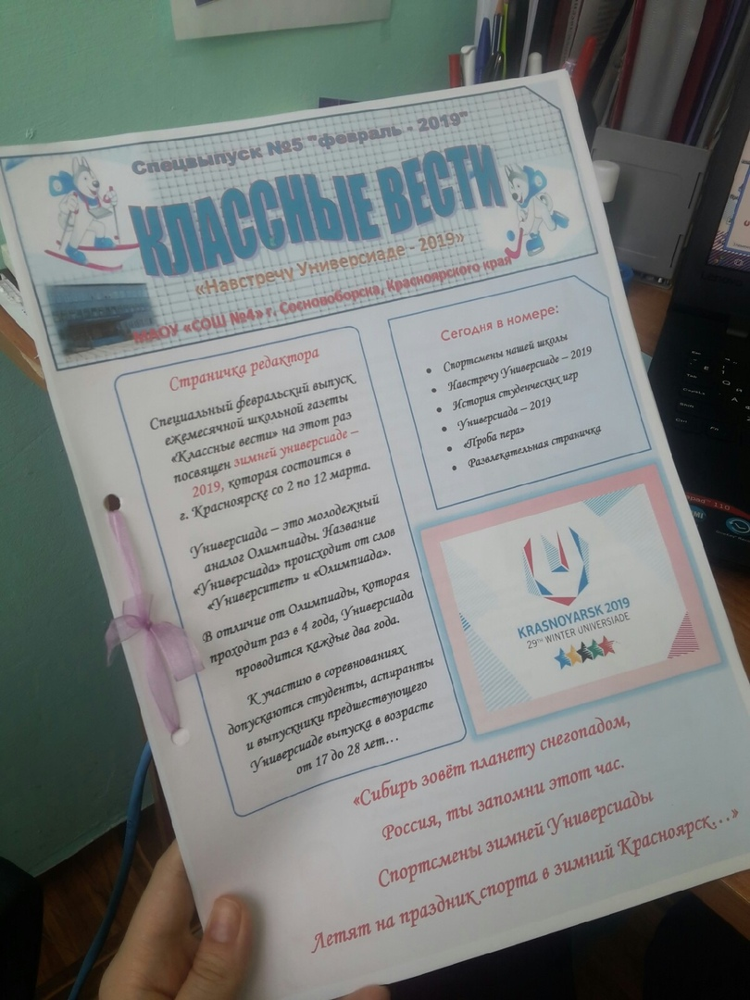 Спецвыпуск №5 "февраль - 2019"
КЛАССНЫЕ ВЕСТИ
«Навстречу Универсиаде - 2019»
МАОУ «СОШ №4» г. Сосновоборска, Красноярского края
Страничка редактора
Специальный февральский выпуск
ежемесячной школьной газеты
«Классные вести» на этот раз
посвящен зимней универсиаде –
2019, которая состоится в
г. Красноярске со 2 по 12 марта.
Универсиада – это молодежный
аналог Олимпиады. Название
«Универсиада» происходит от слов
«Университет» и «Олимпиада».
В отличие от Олимпиады, которая
проходит раз в 4 года, Универсиада
проводится каждые два года.
К участию в соревнованиях
допускаются студенты, аспиранты
и выпускники предшествующего
Универсиаде выпуска в возрасте
от 17 до 28 лет…
Сегодня в номере:
• Спортсмены нашей школы
• Навстречу Универсиаде – 2019
• История студенческих игр
• Универсиада – 2019
• «Проба пера»
• Развлекательная страничка
KRASNOYARSK 2019
29TH WINTER UNIVERSIADE
«Сибирь зовёт планету снегопадом,
Россия, ты запомни этот час.
Спортсмены зимней Универсиады
Летят на праздник спорта в зимний Красноярск…»